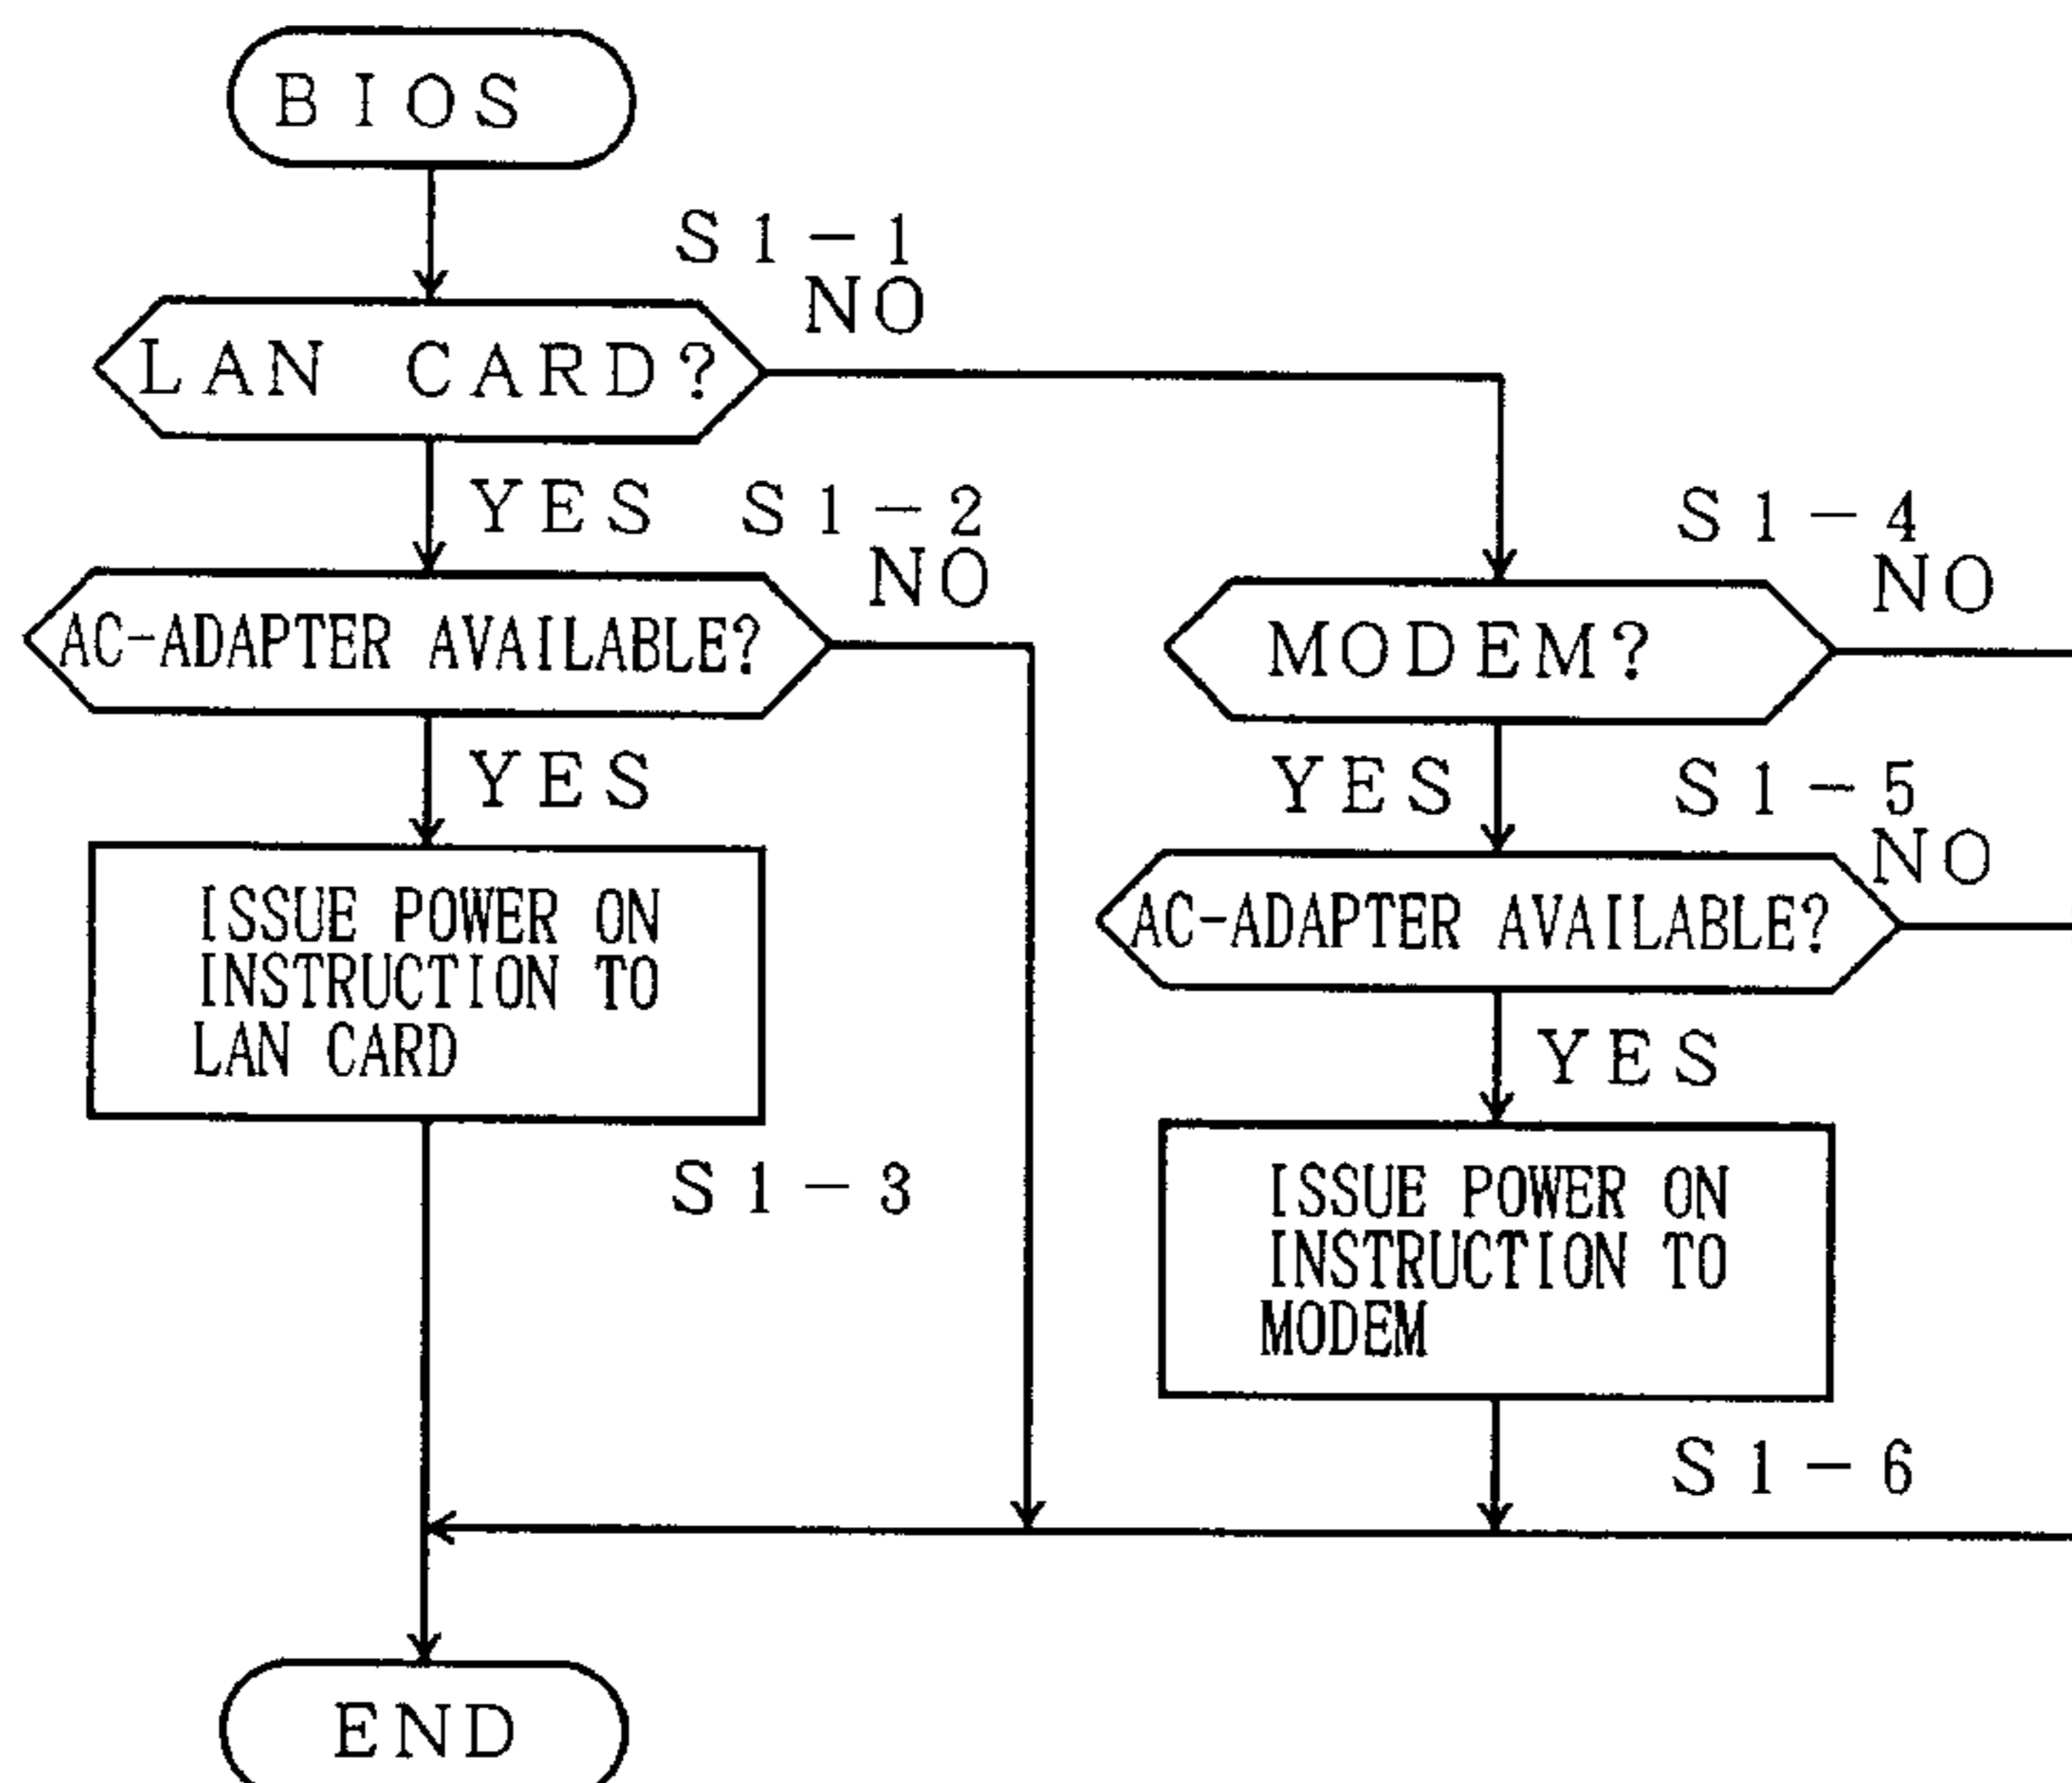 BIOS
S1-1
NO
LAN CARD?
YES
S1-2
NO
AC-ADAPTER AVAILABLE?
YES
ISSUE POWER ON
INSTRUCTION TO
LAN CARD
S1-3
S1-4
NO
MODEM?
YES
S1-5
NO
AC-ADAPTER AVAILABLE?
YES
ISSUE POWER ON
INSTRUCTION TO
MODEM
S1-6
END